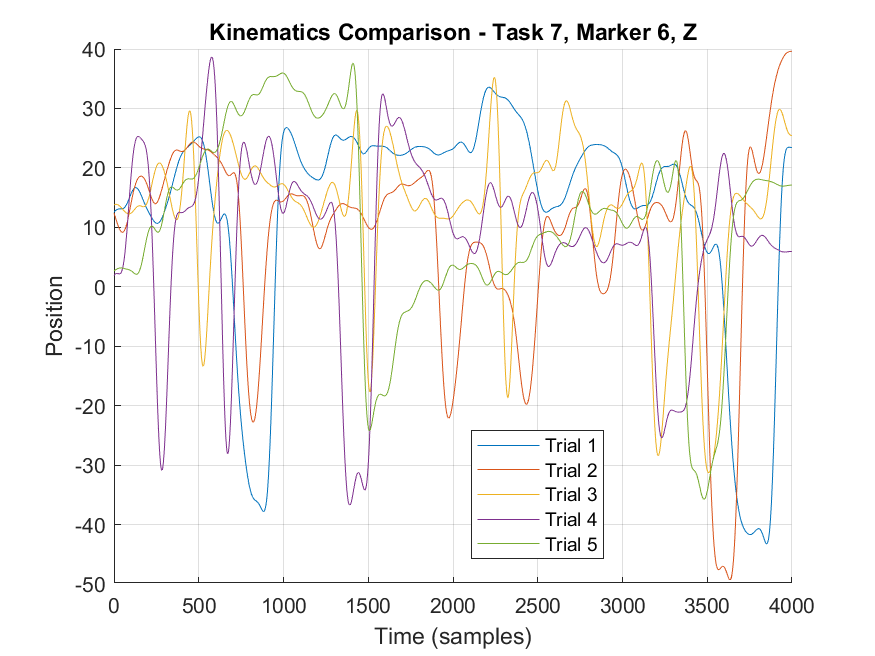 Kinematics Comparison - Task 7, Marker 6, Z
40
30
20
10
0
-10
-20
-30
-40
-50
Position
Trial 1
Trial 2
Trial 3
Trial 4
Trial 5
0 500 1000 1500 2000 2500 3000 3500 4000
Time (samples)